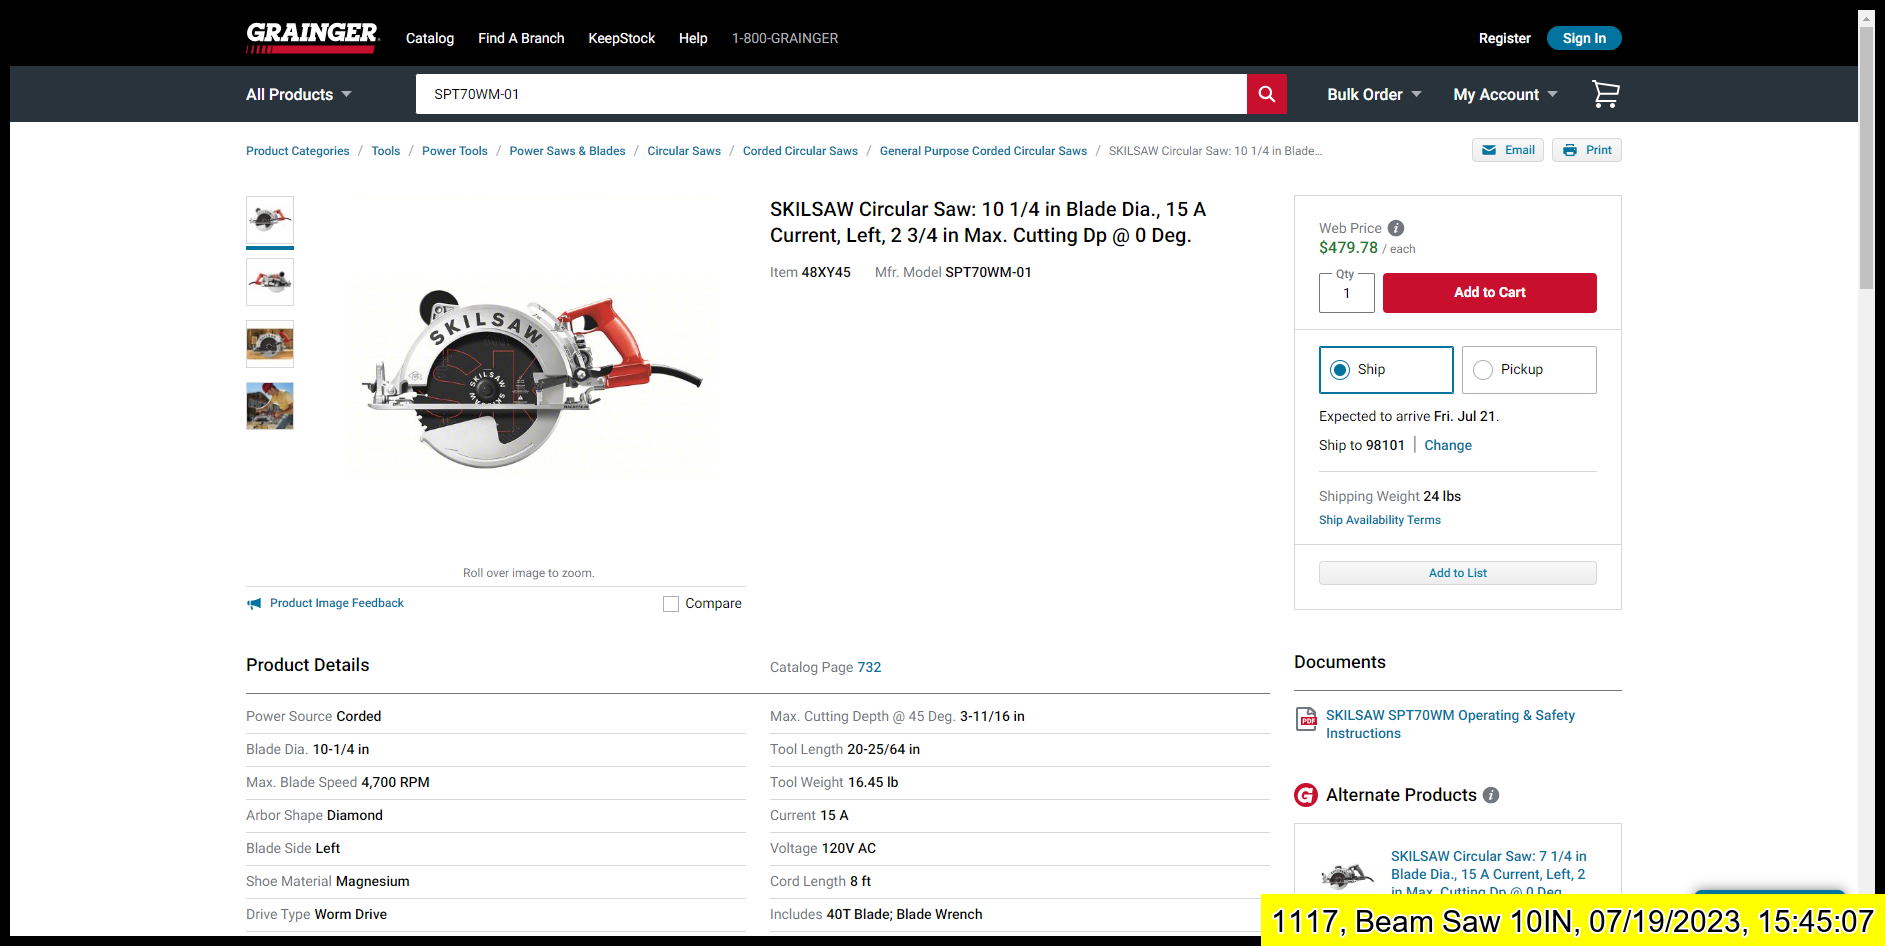 GRAINGER
Catalog Find A Branch KeepStock Help 1-800-GRAINGER
Register Sign In
All Products SPT70WM-01 Bulk Order My Account
Product Categories / Tools / Power Tools / Power Saws & Blades / Circular Saws / Corded Circular Saws / General Purpose Corded Circular Saws / SKILSAW Circular Saw: 10 1/4 in Blade...
Email Print
SKILSAW
SKILSAW
SKILSAW
Roll over image to zoom.
Product Image Feedback
Compare
SKILSAW Circular Saw: 10 1/4 in Blade Dia., 15 A
Current, Left, 2 3/4 in Max. Cutting Dp @ 0 Deg.
Item 48XY45 Mfr. Model SPT70WM-01
Web Price
$479.78 / each
Qty
1
Add to Cart
Ship Pickup
Expected to arrive Fri. Jul 21.
Ship to 98101 | Change
Shipping Weight 24 lbs
Ship Availability Terms
Add to List
Product Details
Catalog Page 732
Power Source Corded
Blade Dia. 10-1/4 in
Max. Blade Speed 4,700 RPM
Arbor Shape Diamond
Blade Side Left
Shoe Material Magnesium
Drive Type Worm Drive
Max. Cutting Depth @ 45 Deg. 3-11/16 in
Tool Length 20-25/64 in
Tool Weight 16.45 lb
Current 15 A
Voltage 120V AC
Cord Length 8 ft
Includes 40T Blade; Blade Wrench
Documents
PDF
SKILSAW SPT70WM Operating & Safety
Instructions
Alternate Products
SKILSAW Circular Saw: 7 1/4 in
Blade Dia., 15 A Current, Left, 2
in Max. Cutting Dp @ 0 Deg.
1117, Beam Saw 10IN, 07/19/2023, 15:45:07